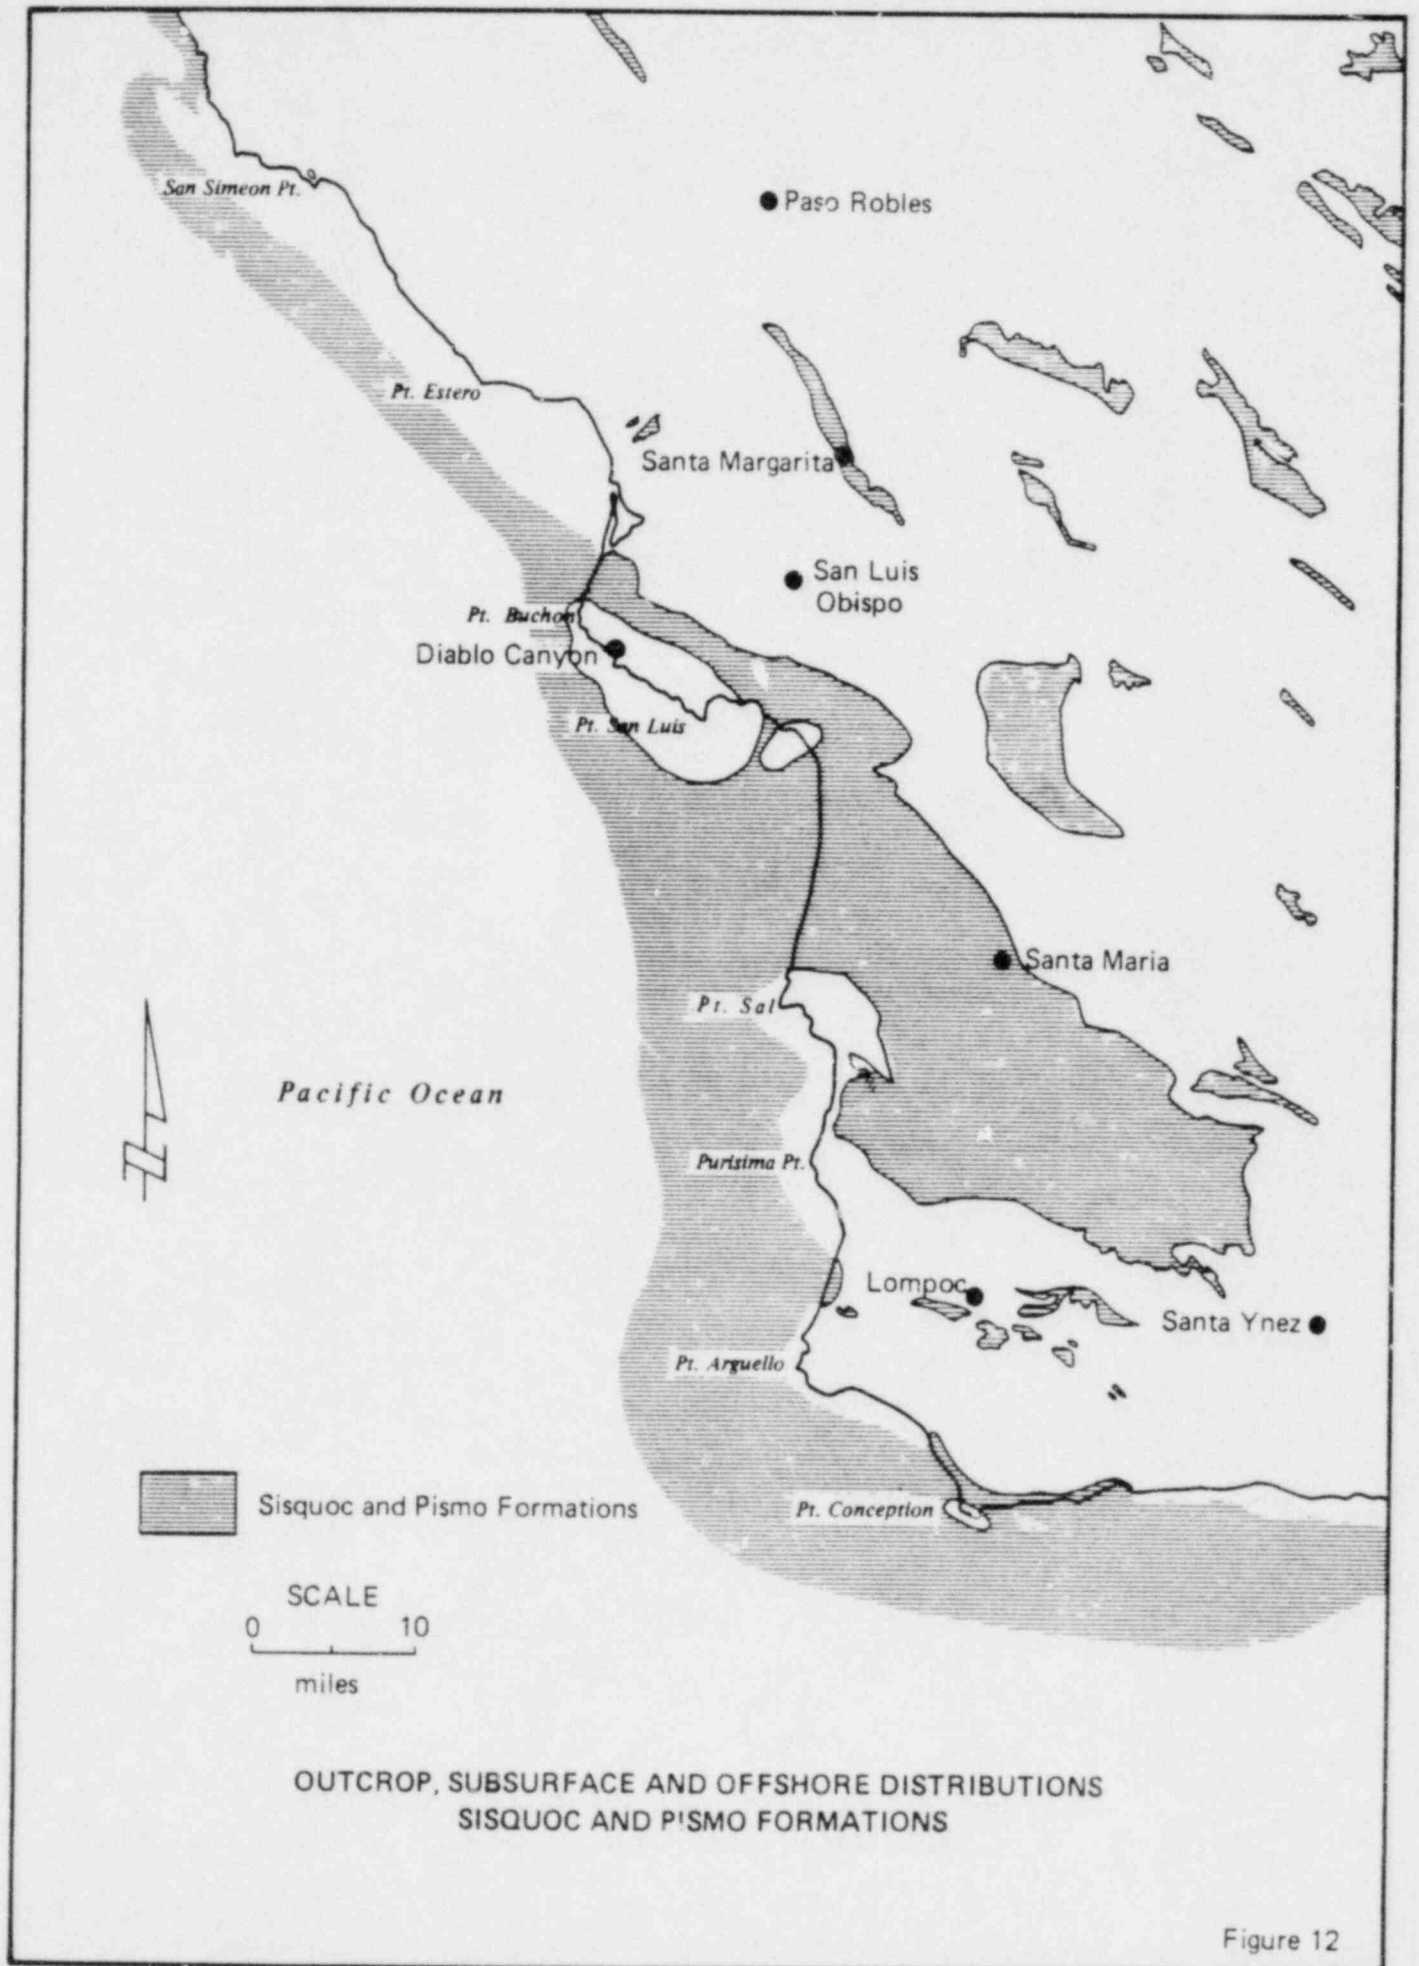 San Simeon Pt.
Paso Robles
Pt. Estero
Santa Margarita
San Luis
Obispo
Pt. Buchon
Diablo Canyon
Pt. San Luis
Santa Maria
Pt. Sal
Pacific Ocean
Purisima Pt.
Lompoc
Santa Ynez
Pt. Arguello
Sisquoc and Pismo Formations
Pt. Conception
SCALE
0 10
miles
OUTCROP, SUBSURFACE AND OFFSHORE DISTRIBUTIONS
SISQUOC AND PISMO FORMATIONS
Figure 12
N